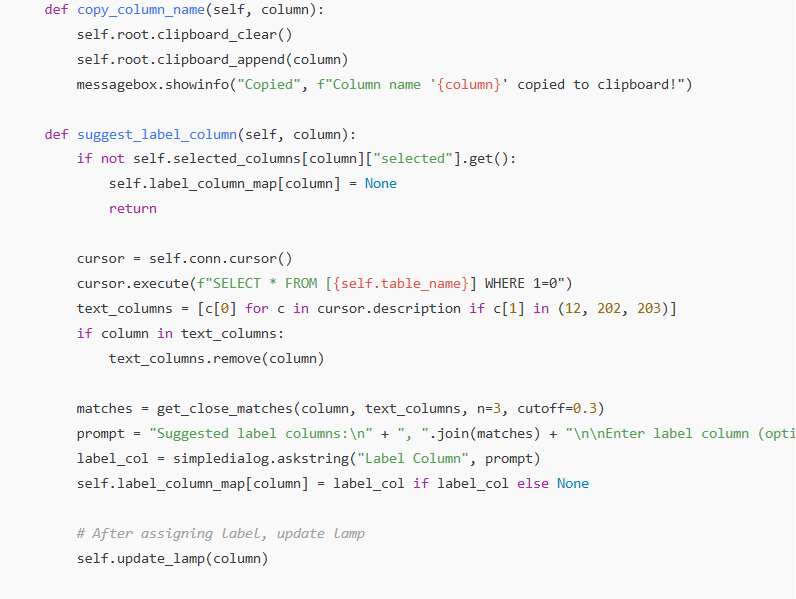 def copy_column_name(self, column):
self.root.clipboard_clear()
self.root.clipboard_append(column)
messagebox.showinfo("Copied", f"Column name '{column}' copied to clipboard!")
def suggest_label_column(self, column):
if not self.selected_columns[column]["selected"].get():
self.label_column_map[column] = None
return
cursor = self.conn.cursor()
cursor.execute(f"SELECT * FROM [{self.table_name}] WHERE 1=0")
text_columns = [c[0] for c in cursor.description if c[1] in (12, 202, 203)]
if column in text_columns:
text_columns.remove(column)
matches = get_close_matches(column, text_columns, n=3, cutoff=0.3)
prompt = "Suggested label columns:\n" + ", ".join(matches) + "\n\nEnter label column (opti
label_col = simpledialog.askstring("Label Column", prompt)
self.label_column_map[column] = label_col if label_col else None
# After assigning label, update lamp
self.update_lamp(column)